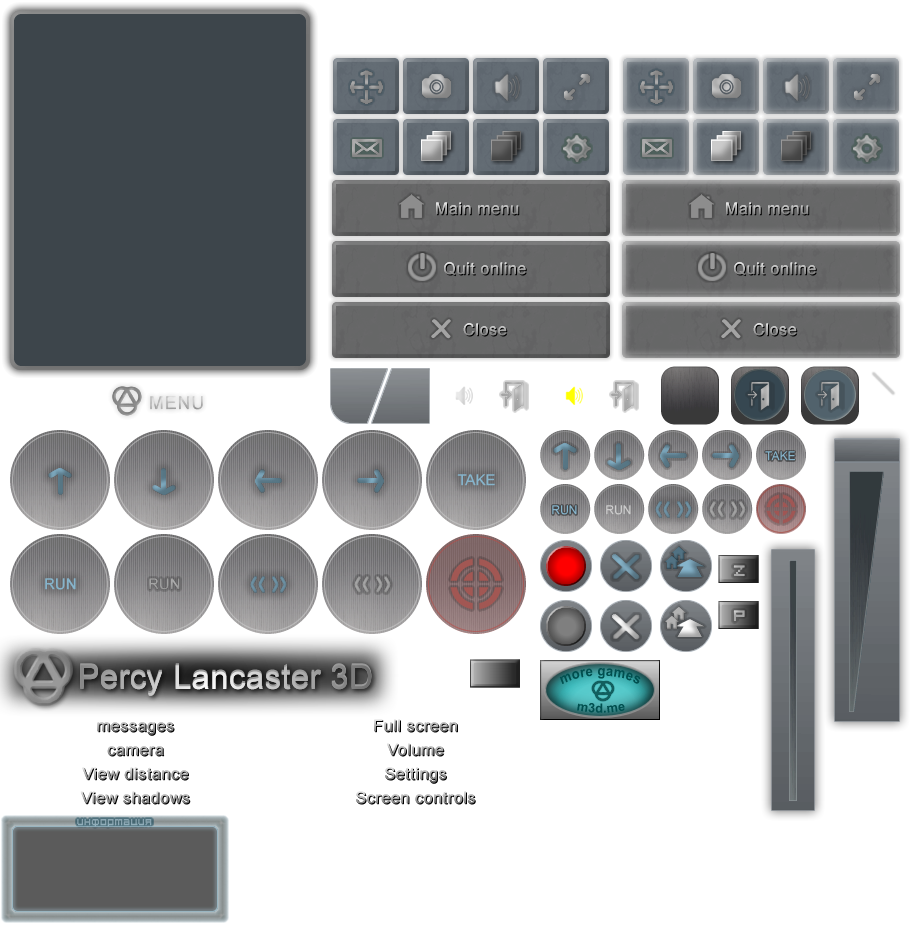 Main menu
Main menu
Quit online
Quit online
Close
Close
MENU
TAKE
TAKE
RUN
RUN
RUN
RUN
Z
P
Percy Lancaster 3D
more games
m3d.me
messages
Full screen
camera
Volume
View distance
Settings
View shadows
Screen controls
информация